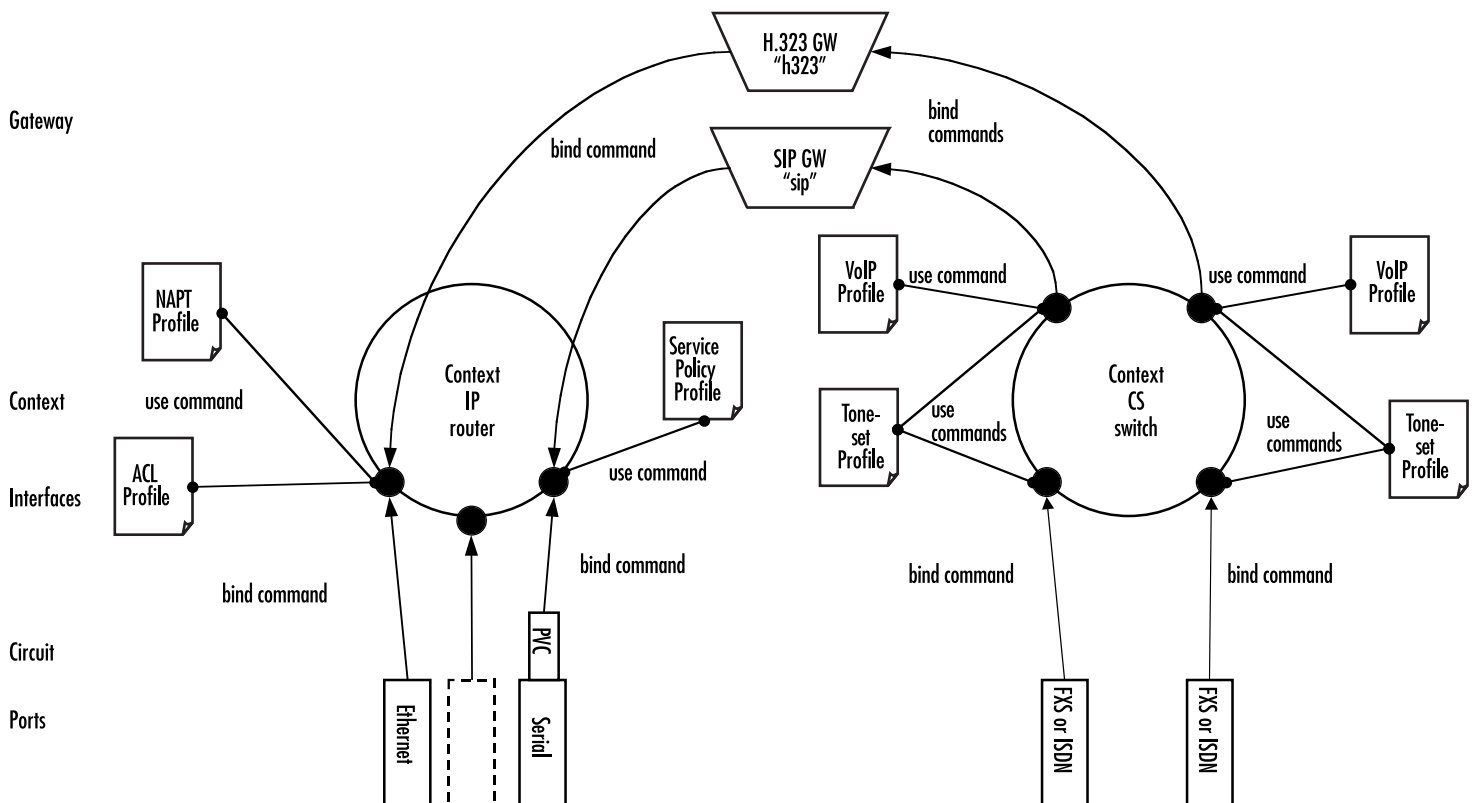 H.323 GW
“h323”
Gateway
bind command
bind
commands
SIP GW
“sip”
NAPT
Profile
VoIP
Profile
use command
use command
VoIP
Profile
Service
Policy
Profile
Context
use command
Context
IP
router
Context
CS
switch
Tone-
set
Profile
use
commands
use
commands
Tone-
set
Profile
use command
ACL
Profile
Interfaces
bind command
bind command
bind command
bind command
Circuit
PVC
Ports
Ethernet
Serial
FXS or ISDN
FXS or ISDN